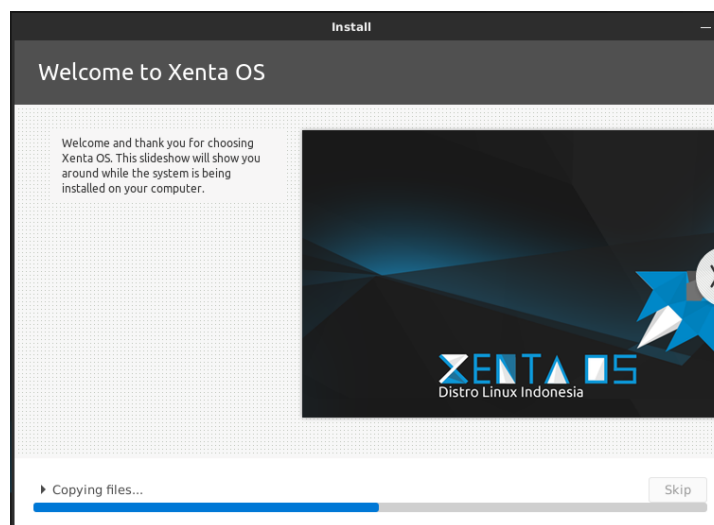 Install
Welcome to Xenta OS
Welcome and thank you for choosing
Xenta OS. This slideshow will show you
around while the system is being
installed on your computer.
XENTA OS
Distro Linux Indonesia
Copying files...
Skip